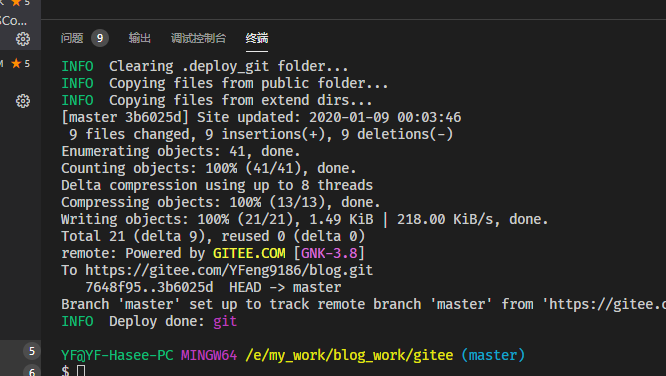 5
SCo...
问题 9 输出 调试控制台 终端
M 5
INFO Clearing .deploy_git folder...
INFO Copying files from public folder...
INFO Copying files from extend dirs...
[master 3b6025d] Site updated: 2020-01-09 00:03:46
9 files changed, 9 insertions(+), 9 deletions(-)
Enumerating objects: 41, done.
Counting objects: 100% (41/41), done.
Delta compression using up to 8 threads
Compressing objects: 100% (13/13), done.
Writing objects: 100% (21/21), 1.49 KiB | 218.00 KiB/s, done.
Total 21 (delta 9), reused 0 (delta 0)
remote: Powered by GITEE.COM [GNK-3.8]
To https://gitee.com/YFeng9186/blog.git
7648f95..3b6025d HEAD -> master
Branch 'master' set up to track remote branch 'master' from 'https://gitee.c
INFO Deploy done: git
5
YF@YF-Hasee-PC MINGW64 /e/my_work/blog_work/gitee (master)
6
$